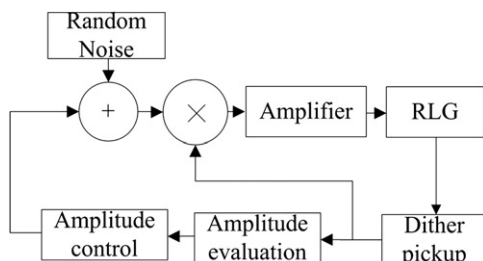 Random
Noise
+
×
Amplifier
RLG
Amplitude
control
Amplitude
evaluation
Dither
pickup